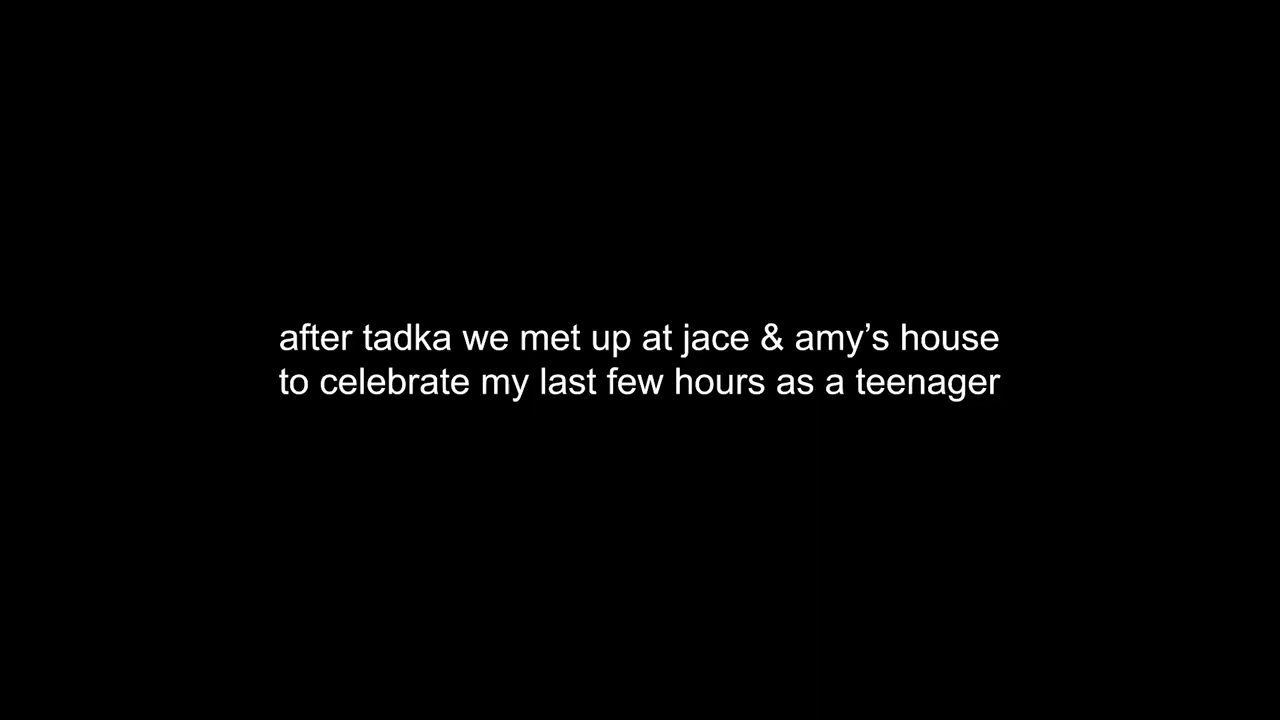 after tadka we met up at jace & amy’s house
to celebrate my last few hours as a teenager